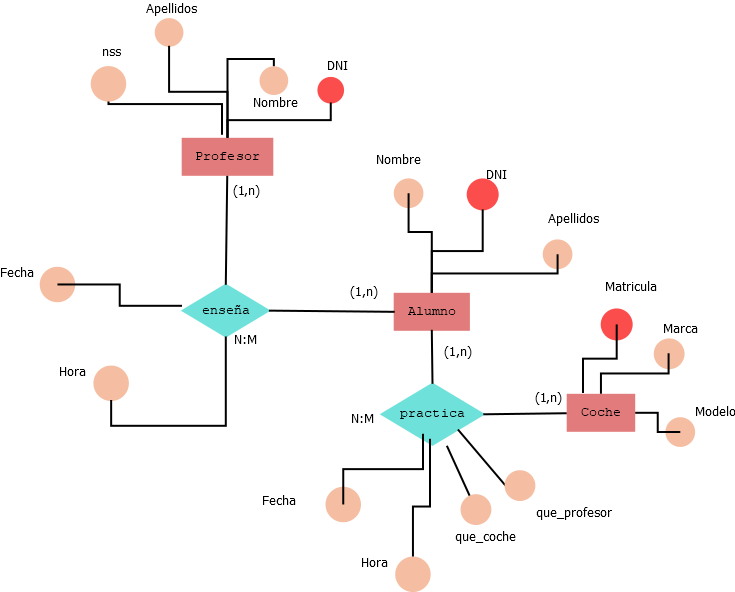 Apellidos
nss
DNI
Nombre
Profesor
(1,n)
Nombre
DNI
Apellidos
Fecha
(1,n)
enseña
Alumno
Matricula
Marca
N:M
(1,n)
Hora
(1,n)
N:M
practica
Coche
Modelo
Fecha
que_profesor
que_coche
Hora